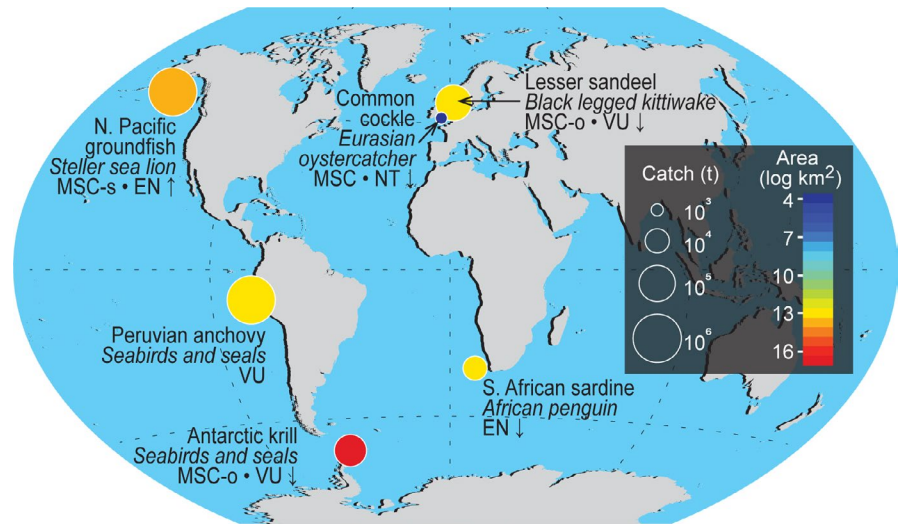 N. Pacific
groundfish
Steller sea lion
MSC-s • EN ↑
Common
cockle
Eurasian
oystercatcher
MSC • NT ↓
Lesser sandeel
Black legged kittiwake
MSC-o • VU ↓
Peruvian anchovy
Seabirds and seals
VU
S. African sardine
African penguin
EN ↓
Antarctic krill
Seabirds and seals
MSC-o • VU ↓
Catch (t)
10³
10⁴
10⁵
10⁶
Area
(log km²)
4
7
10
13
16